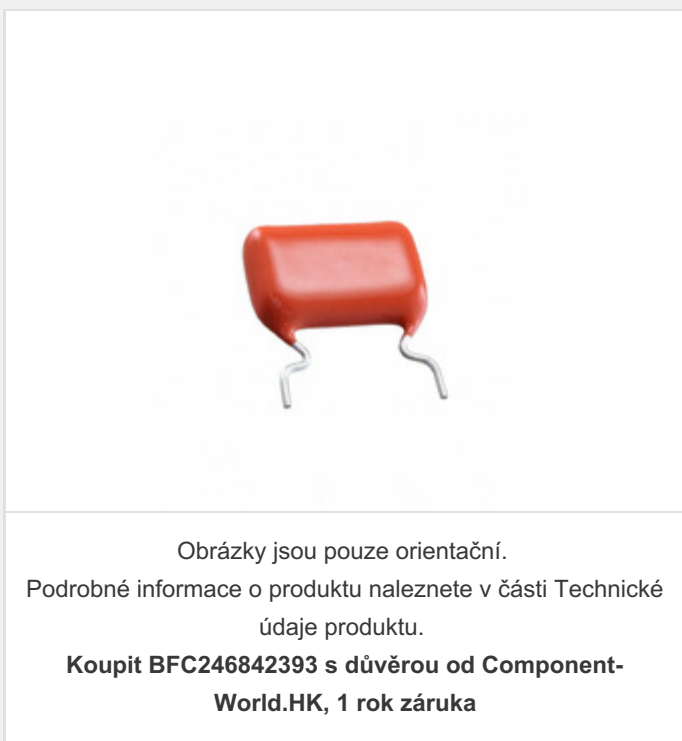 Obrázky jsou pouze orientační.
Podrobné informace o produktu naleznete v části Technické
údaje produktu.
Koupit BFC246842393 s důvěrou od Component-
World.HK, 1 rok záruka